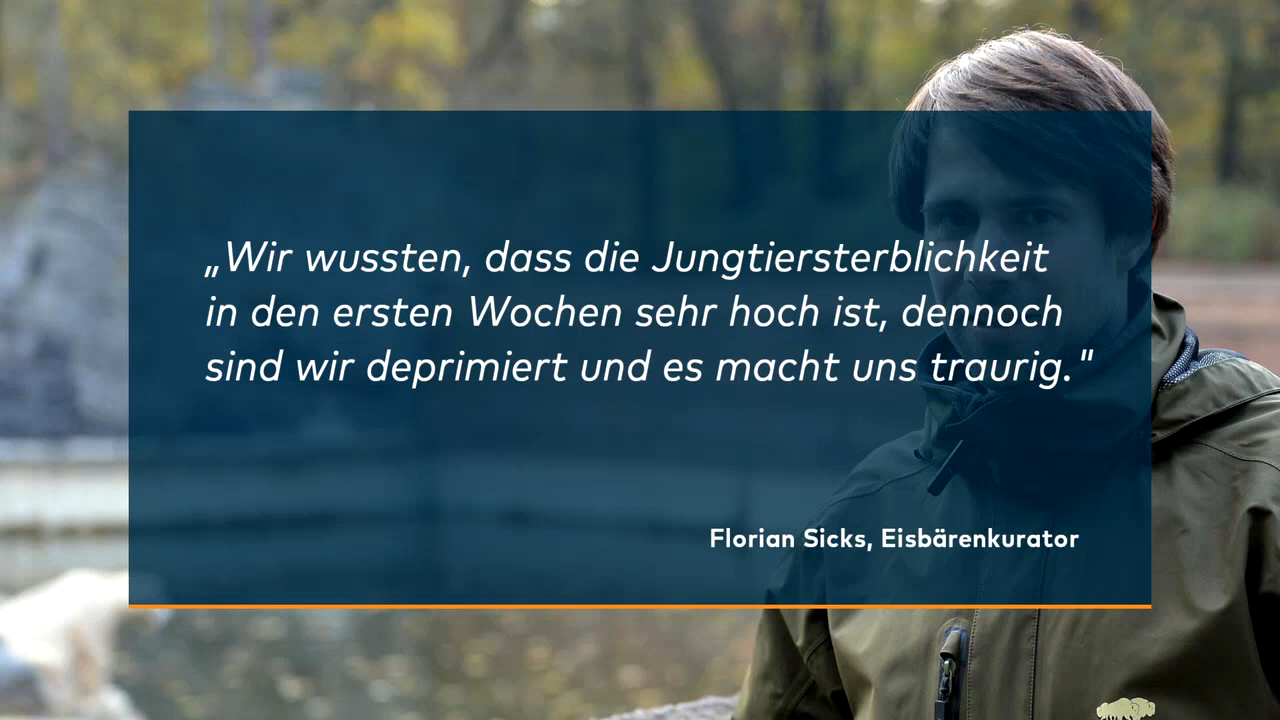 „Wir wussten, dass die Jungtiersterblichkeit
in den ersten Wochen sehr hoch ist, dennoch
sind wir deprimiert und es macht uns traurig."
Florian Sicks, Eisbärenkurator